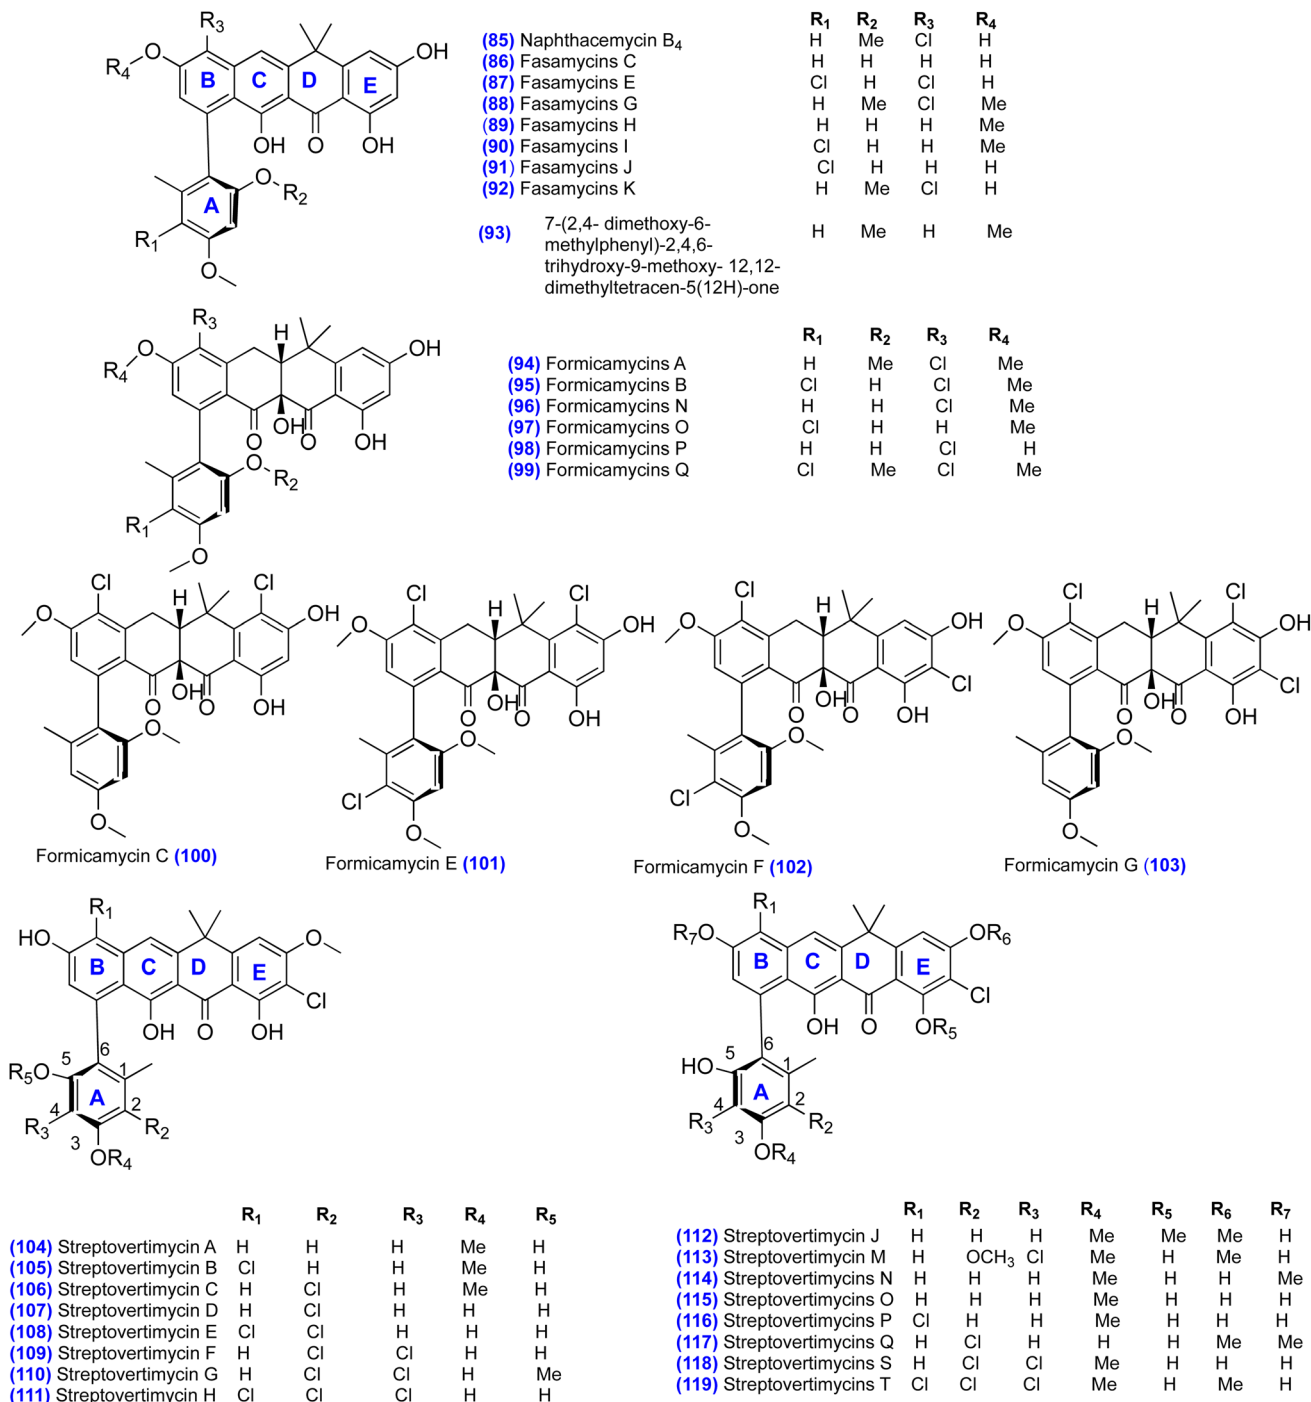 R3
O
R4
B
C
D
E
OH
OH
O
OH
O
R2
A
R1
O
R1 R2 R3 R4
(85) Naphthacemycin B4 H Me Cl H
(86) Fasamycins C H H H H
(87) Fasamycins E Cl H Cl H
(88) Fasamycins G H Me Cl Me
(89) Fasamycins H H H H Me
(90) Fasamycins I Cl H H Me
(91) Fasamycins J Cl H H H
(92) Fasamycins K H Me Cl H
(93) 7-(2,4- dimethoxy-6- H Me H Me
methylphenyl)-2,4,6-
trihydroxy-9-methoxy- 12,12-
dimethyltetracen-5(12H)-one
R3
O
R4
H
OH
O
OH
O
OH
O
R2
R1
O
R1 R2 R3 R4
(94) Formicamycins A H Me Cl Me
(95) Formicamycins B Cl H Cl Me
(96) Formicamycins N H H Cl Me
(97) Formicamycins O Cl H H Me
(98) Formicamycins P H H Cl H
(99) Formicamycins Q Cl Me Cl Me
Cl
O
H
Cl
OH
O
OH
O
OH
O
O
Formicamycin C (100)
Cl
O
H
Cl
OH
O
OH
O
OH
O
Cl
O
Formicamycin E (101)
Cl
O
H
OH
Cl
O
OH
O
OH
O
Cl
O
Formicamycin F (102)
Cl
O
H
Cl
OH
Cl
O
OH
O
OH
O
O
Formicamycin G (103)
R1
HO
B
C
D
E
O
Cl
OH
O
OH
R5O
5
6
1
A
4
2
R3
R2
3
OR4
R1
R7O
B
C
D
E
OR6
Cl
OH
O
OR5
HO
5
6
1
A
4
2
R3
R2
3
OR4
R1 R2 R3 R4 R5
(104) Streptovertimycin A H H H Me H
(105) Streptovertimycin B Cl H H Me H
(106) Streptovertimycin C H Cl H Me H
(107) Streptovertimycin D H Cl H H H
(108) Streptovertimycin E Cl Cl H H H
(109) Streptovertimycin F H Cl Cl H H
(110) Streptovertimycin G H Cl Cl H Me
(111) Streptovertimycin H Cl Cl Cl H H
R1 R2 R3 R4 R5 R6 R7
(112) Streptovertimycin J H H H Me Me Me H
(113) Streptovertimycin M H OCH3 Cl Me H Me H
(114) Streptovertimycins N H H H Me H H Me
(115) Streptovertimycins O H H H Me H H H
(116) Streptovertimycins P Cl H H Me H H H
(117) Streptovertimycins Q H Cl H H H Me Me
(118) Streptovertimycins S H Cl Cl Me H H H
(119) Streptovertimycins T Cl Cl Cl Me H Me H